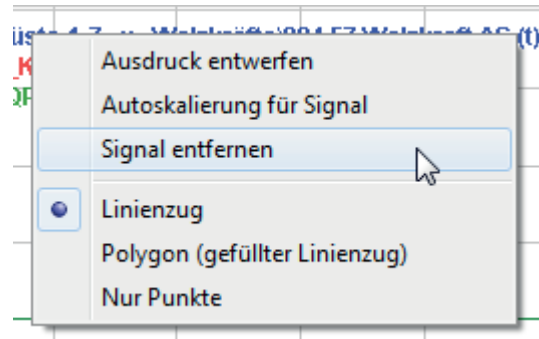 (t)
Ausdruck entwerfen
Autoskalierung für Signal
Signal entfernen
Linienzug
Polygon (gefüllter Linienzug)
Nur Punkte